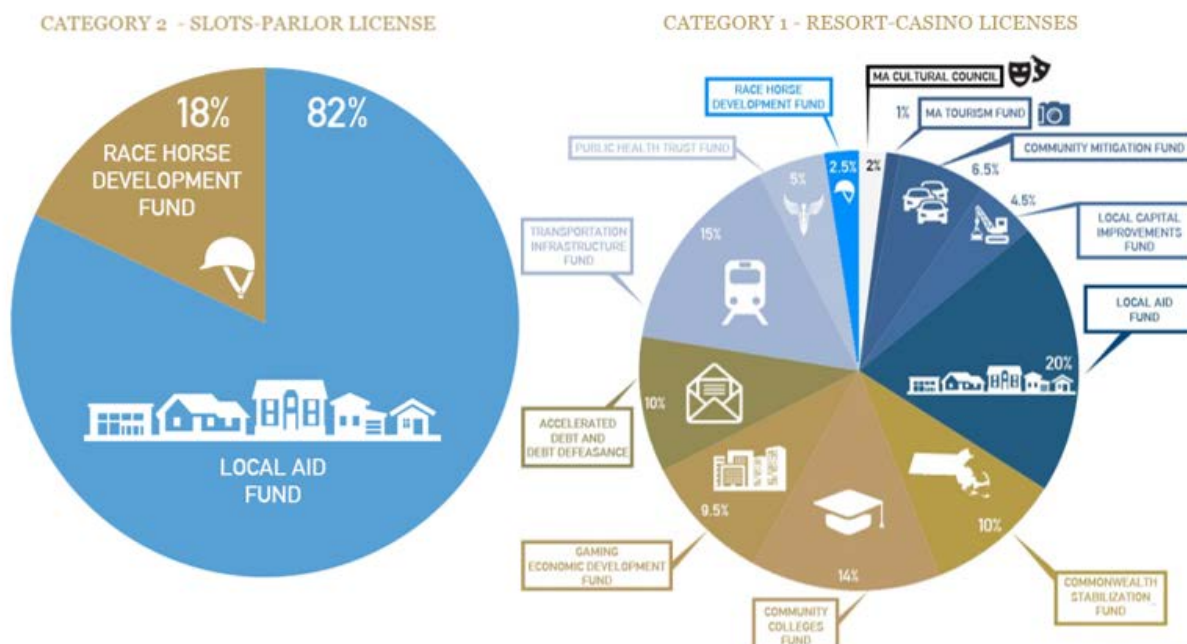 CATEGORY 2 - SLOTS-PARLOR LICENSE
18%
82%
RACE HORSE
DEVELOPMENT
FUND
LOCAL AID
FUND
CATEGORY 1 - RESORT-CASINO LICENSES
MA CULTURAL COUNCIL
2%
1%
MA TOURISM FUND
COMMUNITY MITIGATION FUND
6.5%
4.5%
LOCAL CAPITAL
IMPROVEMENTS
FUND
LOCAL AID
FUND
20%
COMMONWEALTH
STABILIZATION
FUND
10%
COMMUNITY
COLLEGES
FUND
14%
GAMING
ECONOMIC DEVELOPMENT
FUND
9.5%
ACCELERATED
DEBT AND
DEBT DEFEASANCE
10%
TRANSPORTATION
INFRASTRUCTURE
FUND
15%
PUBLIC HEALTH TRUST FUND
5%
RACE HORSE
DEVELOPMENT FUND
2.5%